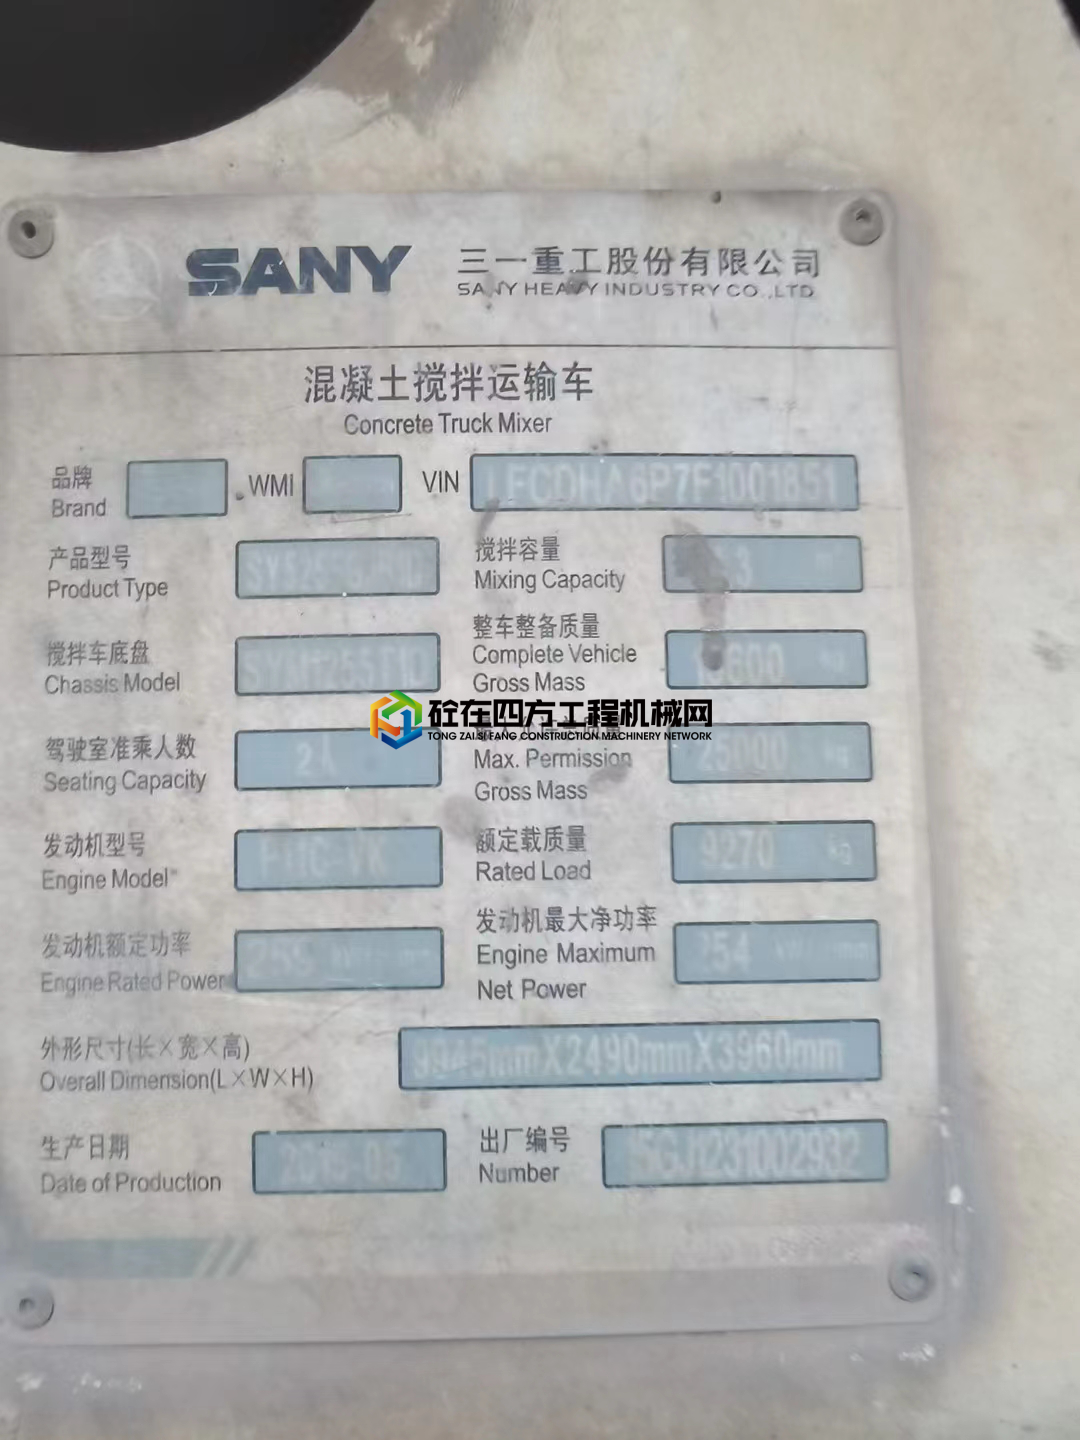 SANY
三一重工股份有限公司
SANY HEAVY INDUSTRY CO.,LTD
混凝土搅拌运输车
Concrete Truck Mixer
品牌
Brand
WMI
VIN
产品型号
Product Type
搅拌容量
Mixing Capacity
搅拌车底盘
Chassis Model
整车整备质量
Complete Vehicle
Gross Mass
砼在四方工程机械网
TONG ZAI SI FANG CONSTRUCTION MACHINERY NETWORK
驾驶室准乘人数
Seating Capacity
2
Max. Permission
Gross Mass
25000 kg
发动机型号
Engine Model
额定载质量
Rated Load
9270 kg
发动机额定功率
Engine Rated Power
发动机最大净功率
Engine Maximum
Net Power
外形尺寸(长×宽×高)
Overall Dimension(L×W×H)
9945mmX2490mmX3960mm
生产日期
Date of Production
出厂编号
Number